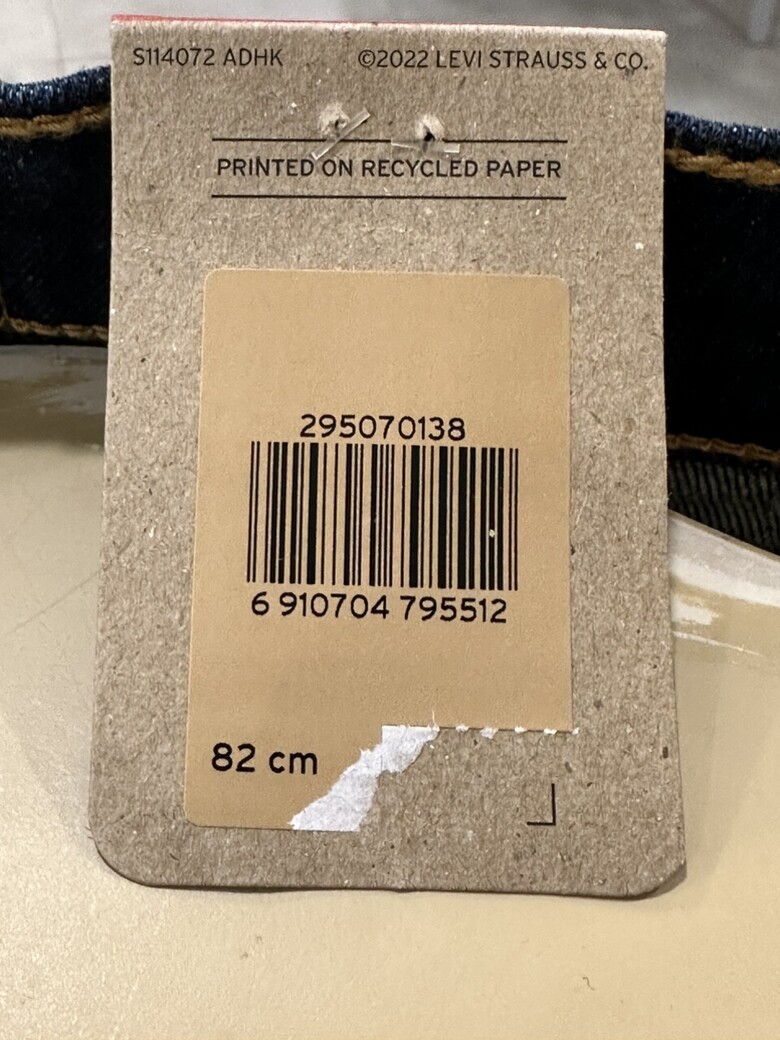 S114072 ADHK ©2022 LEVI STRAUSS & CO.
PRINTED ON RECYCLED PAPER
295070138
6 910704 795512
82 cm